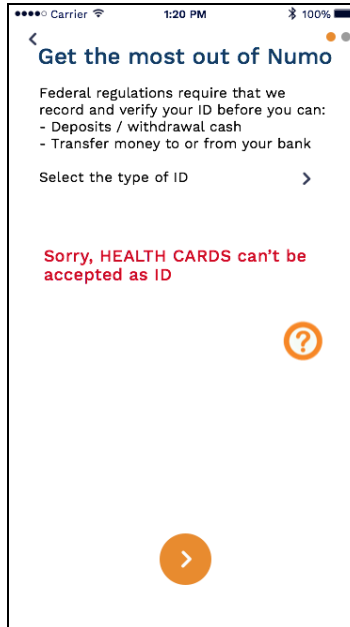 Carrier 1:20 PM 100%
Get the most out of Numo
Federal regulations require that we
record and verify your ID before you can:
- Deposits / withdrawal cash
- Transfer money to or from your bank
Select the type of ID
Sorry, HEALTH CARDS can’t be
accepted as ID
?